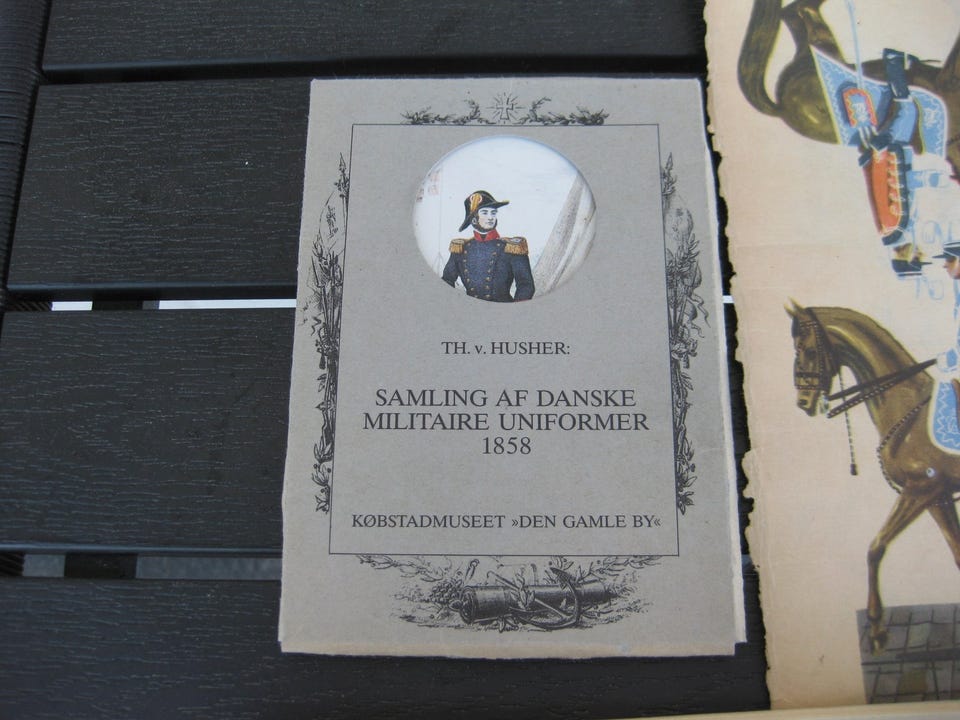 TH. v. HUSHER:
SAMLING AF DANSKE
MILITAIRE UNIFORMER
1858
KØBSTADMUSEET »DEN GAMLE BY«